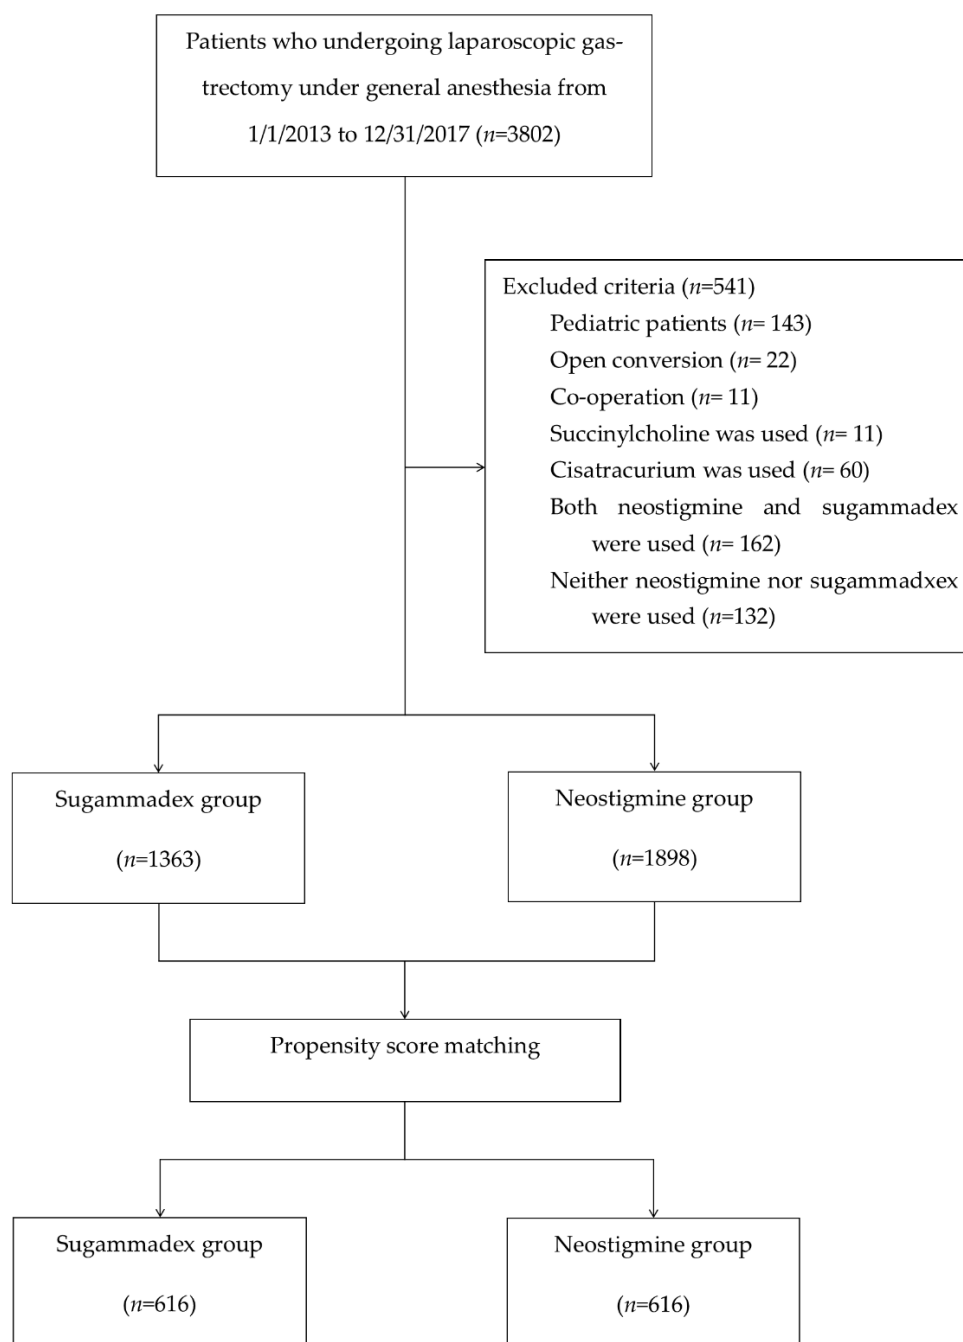 Patients who undergoing laparoscopic gas-
trectomy under general anesthesia from
1/1/2013 to 12/31/2017 (n=3802)
Excluded criteria (n=541)
Pediatric patients (n= 143)
Open conversion (n= 22)
Co-operation (n= 11)
Succinylcholine was used (n= 11)
Cisatracurium was used (n= 60)
Both neostigmine and sugammadex
were used (n= 162)
Neither neostigmine nor sugammadxex
were used (n=132)
Sugammadex group
(n=1363)
Neostigmine group
(n=1898)
Propensity score matching
Sugammadex group
(n=616)
Neostigmine group
(n=616)